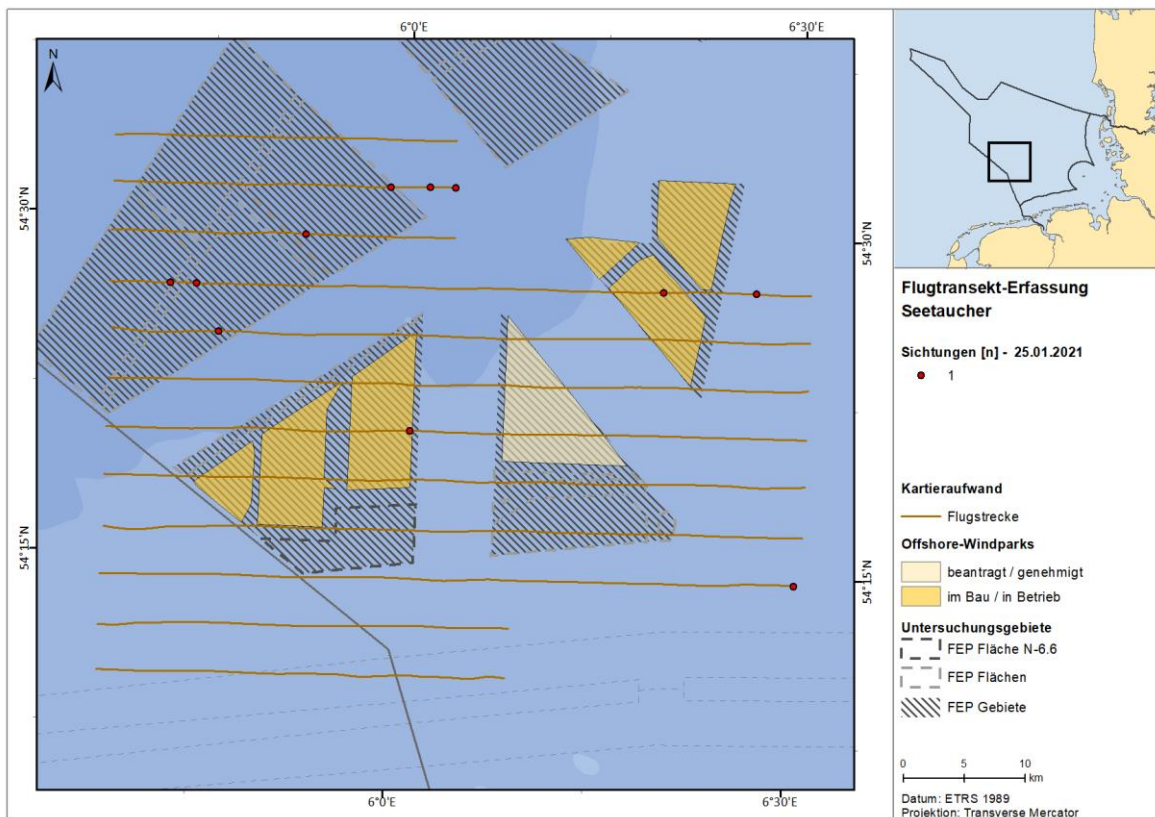 6°0'E
6°30'E
N
54°30'N
54°30'N
54°15'N
54°15'N
6°0'E
6°30'E
Flugtransekt-Erfassung
Seetaucher
Sichtungen [n] - 25.01.2021
1
Kartieraufwand
Flugstrecke
Offshore-Windparks
beantragt / genehmigt
im Bau / in Betrieb
Untersuchungsgebiete
FEP Fläche N-6.6
FEP Flächen
FEP Gebiete
0 5 10
km
Datum: ETRS 1989
Projektion: Transverse Mercator